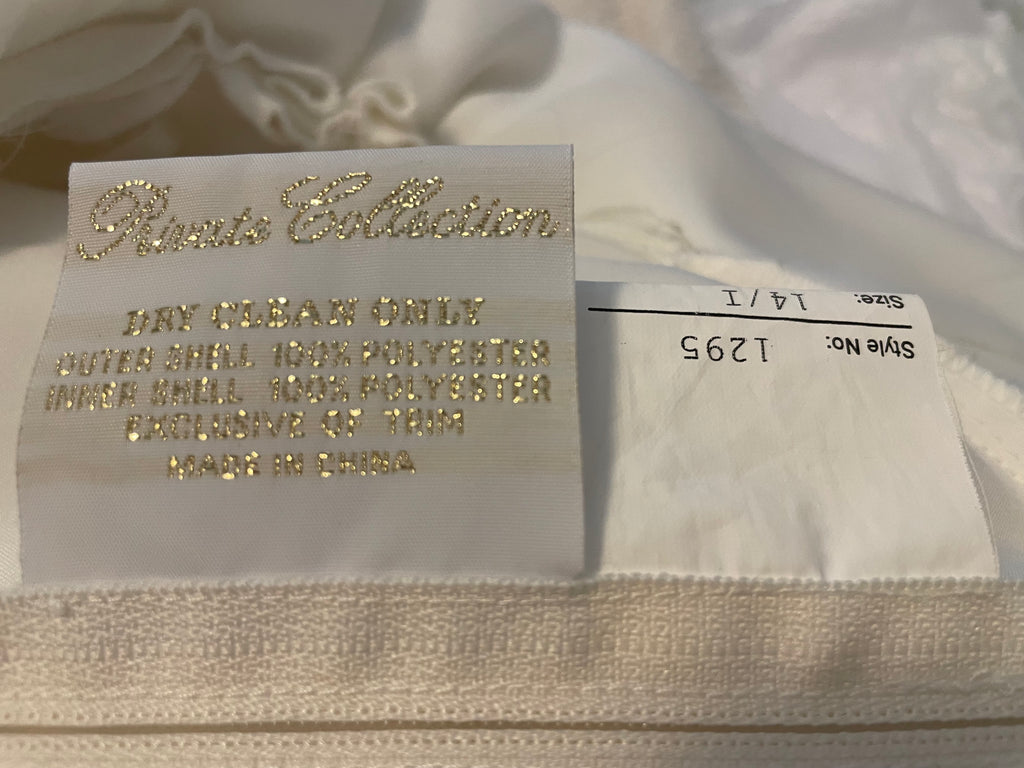 Private Collection
DRY CLEAN ONLY
OUTER SHELL 100% POLYESTER
INNER SHELL 100% POLYESTER
EXCLUSIVE OF TRIM
MADE IN CHINA
Style No: 1295
Size: 14/I